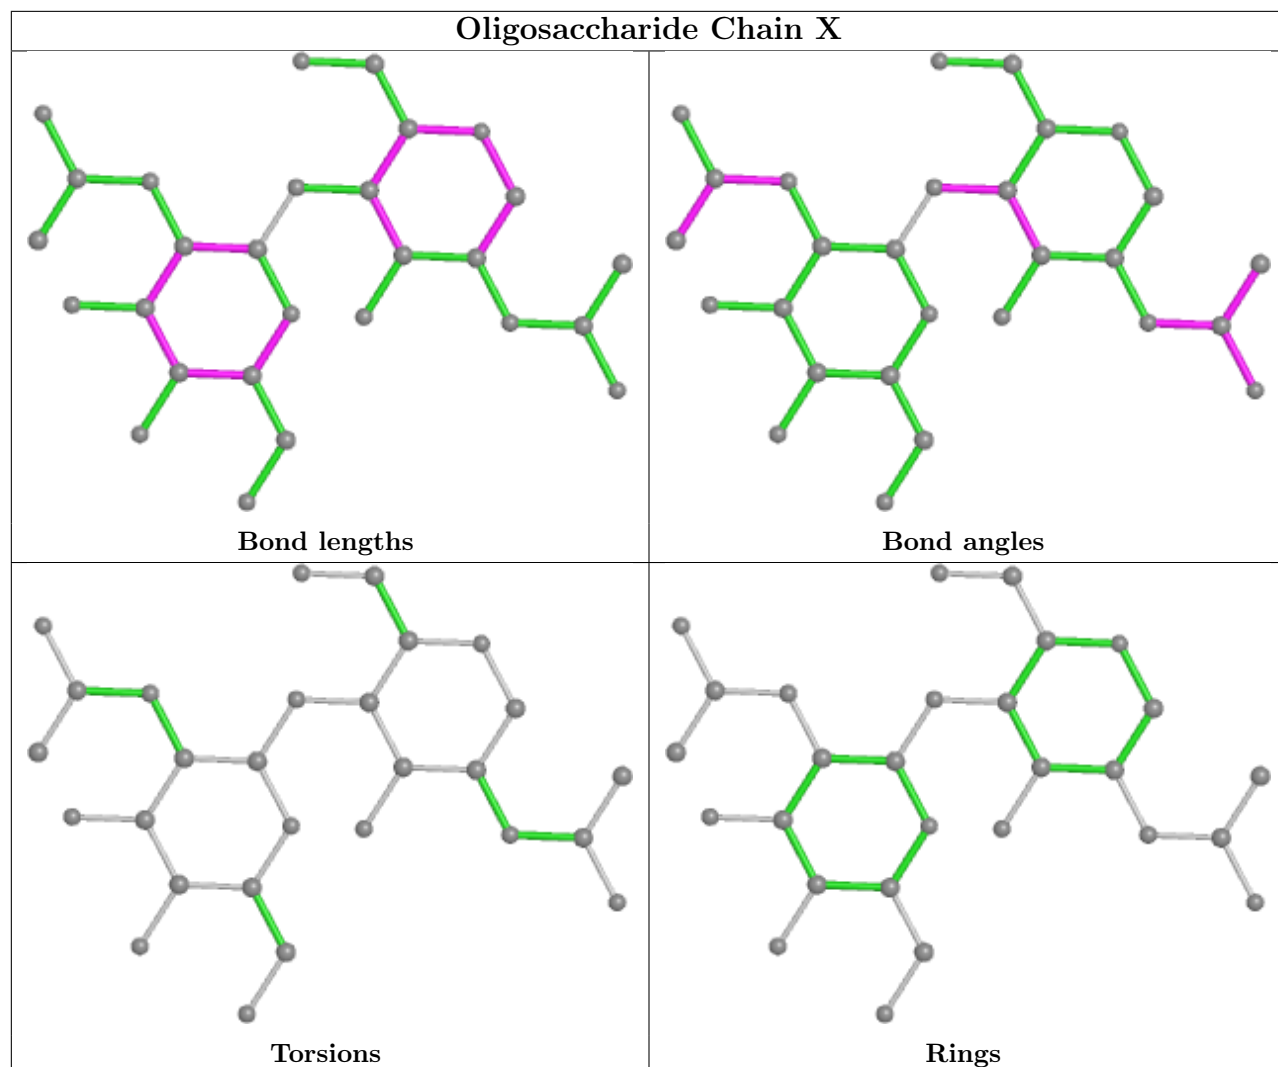 Oligosaccharide Chain X
Bond lengths
Bond angles
Torsions
Rings